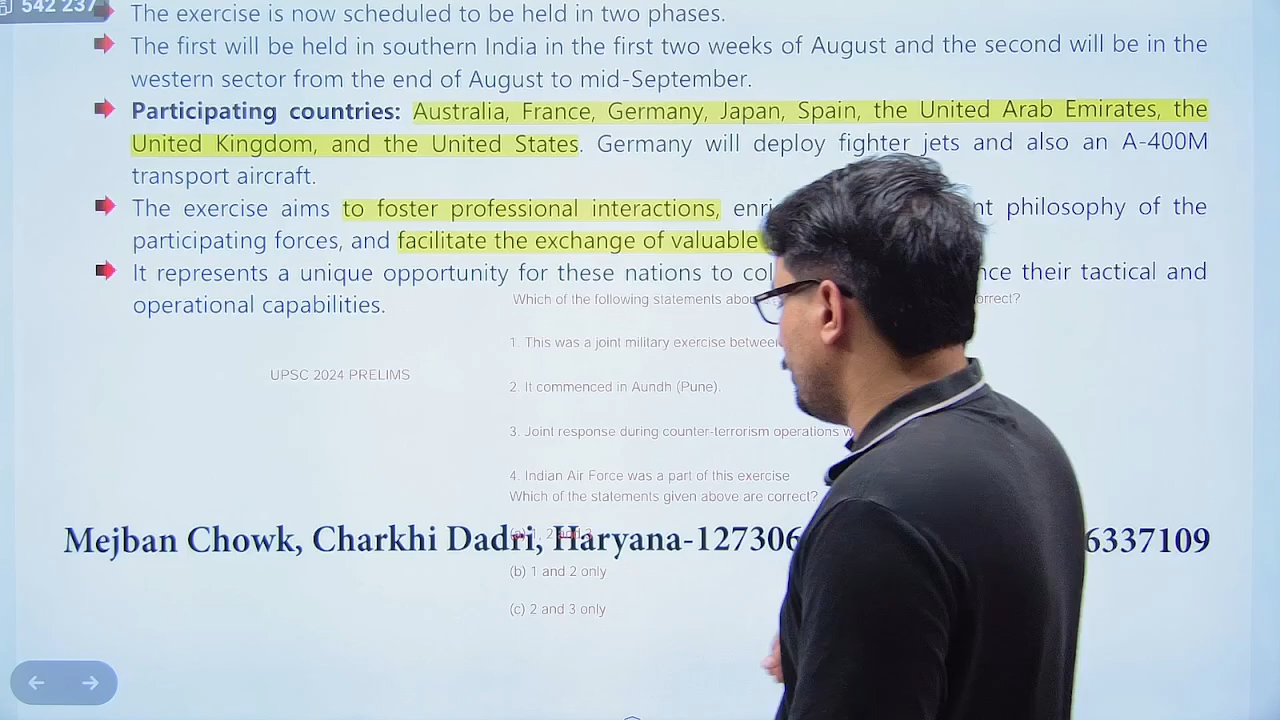 542 237
The exercise is now scheduled to be held in two phases.
The first will be held in southern India in the first two weeks of August and the second will be in the
western sector from the end of August to mid-September.
Participating countries: Australia, France, Germany, Japan, Spain, the United Arab Emirates, the
United Kingdom, and the United States. Germany will deploy fighter jets and also an A-400M
transport aircraft.
The exercise aims to foster professional interactions, philosophy of the
participating forces, and facilitate the exchange of valuable
It represents a unique opportunity for these nations to their tactical and
operational capabilities.
Which of the following statements
1. This was a joint military exercise between
UPSC 2024 PRELIMS
2. It commenced in Aundh (Pune).
3. Joint response during counter-terrorism operations
4. Indian Air Force was a part of this exercise
Which of the statements given above are correct?
(a) 1, 2 and 3
Mejban Chowk, Charkhi Dadri, Haryana-127306 6337109
(b) 1 and 2 only
(c) 2 and 3 only